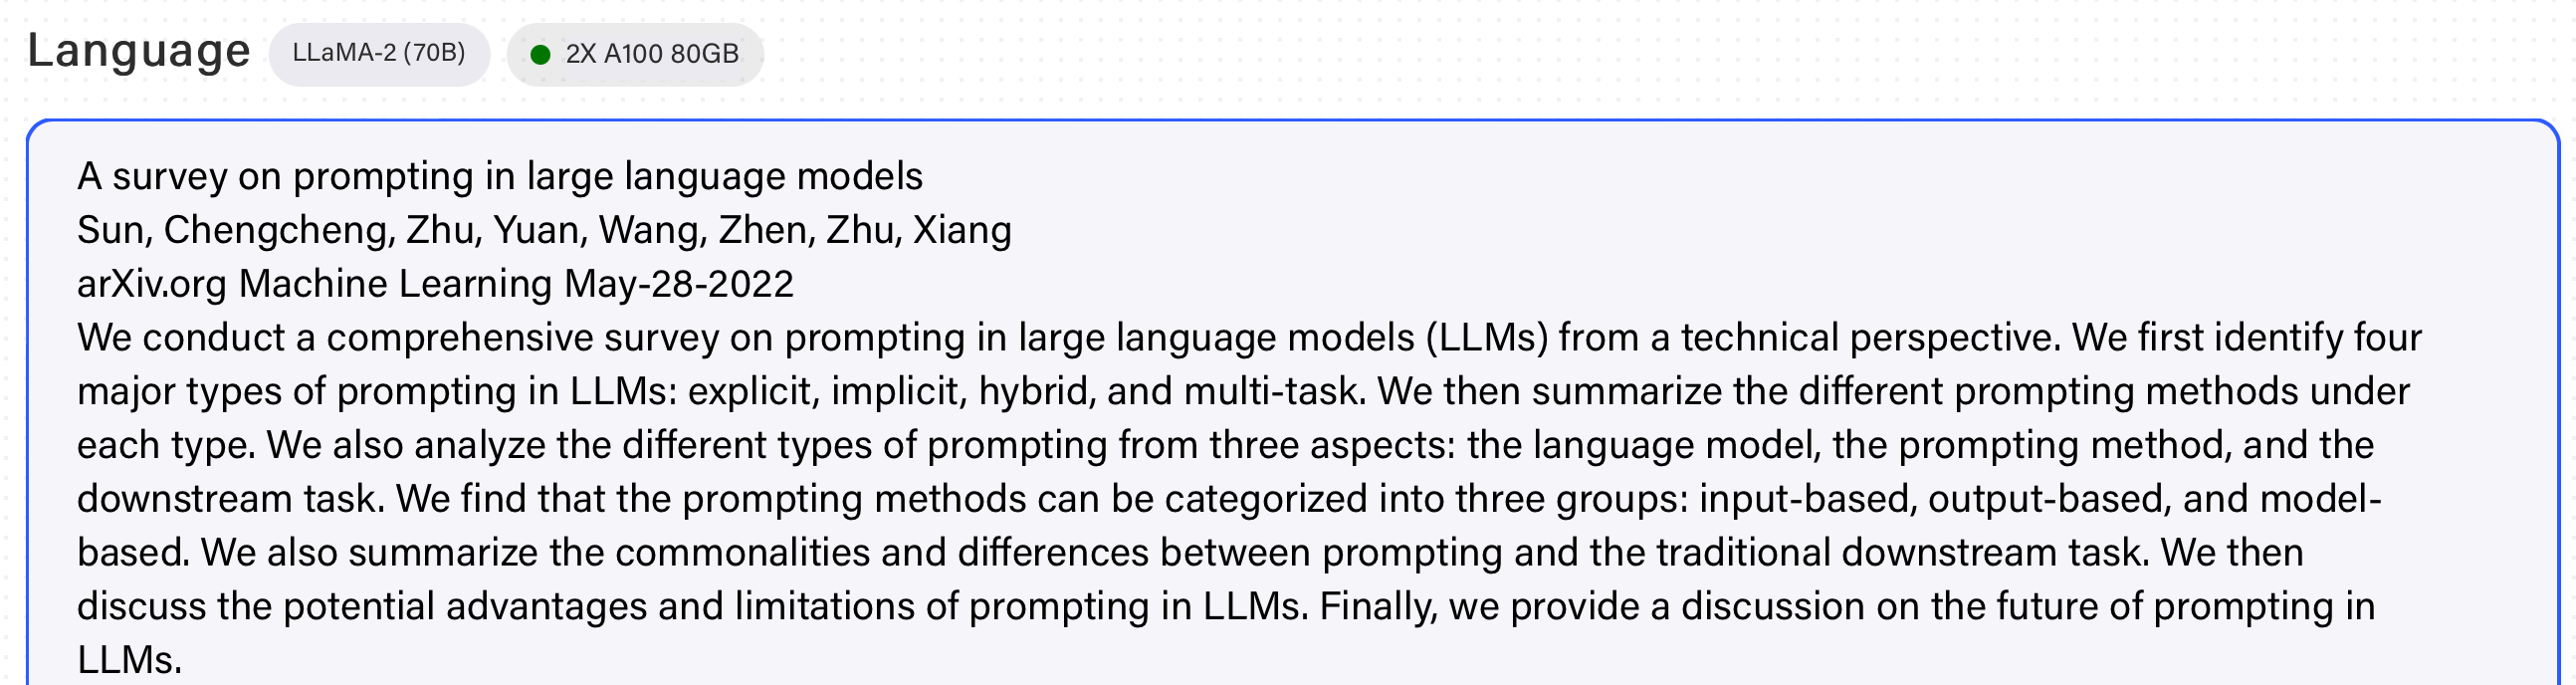 Language LLaMA-2 (70B) 2X A100 80GB
A survey on prompting in large language models
Sun, Chengcheng, Zhu, Yuan, Wang, Zhen, Zhu, Xiang
arXiv.org Machine Learning May-28-2022
We conduct a comprehensive survey on prompting in large language models (LLMs) from a technical perspective. We first identify four
major types of prompting in LLMs: explicit, implicit, hybrid, and multi-task. We then summarize the different prompting methods under
each type. We also analyze the different types of prompting from three aspects: the language model, the prompting method, and the
downstream task. We find that the prompting methods can be categorized into three groups: input-based, output-based, and model-
based. We also summarize the commonalities and differences between prompting and the traditional downstream task. We then
discuss the potential advantages and limitations of prompting in LLMs. Finally, we provide a discussion on the future of prompting in
LLMs.